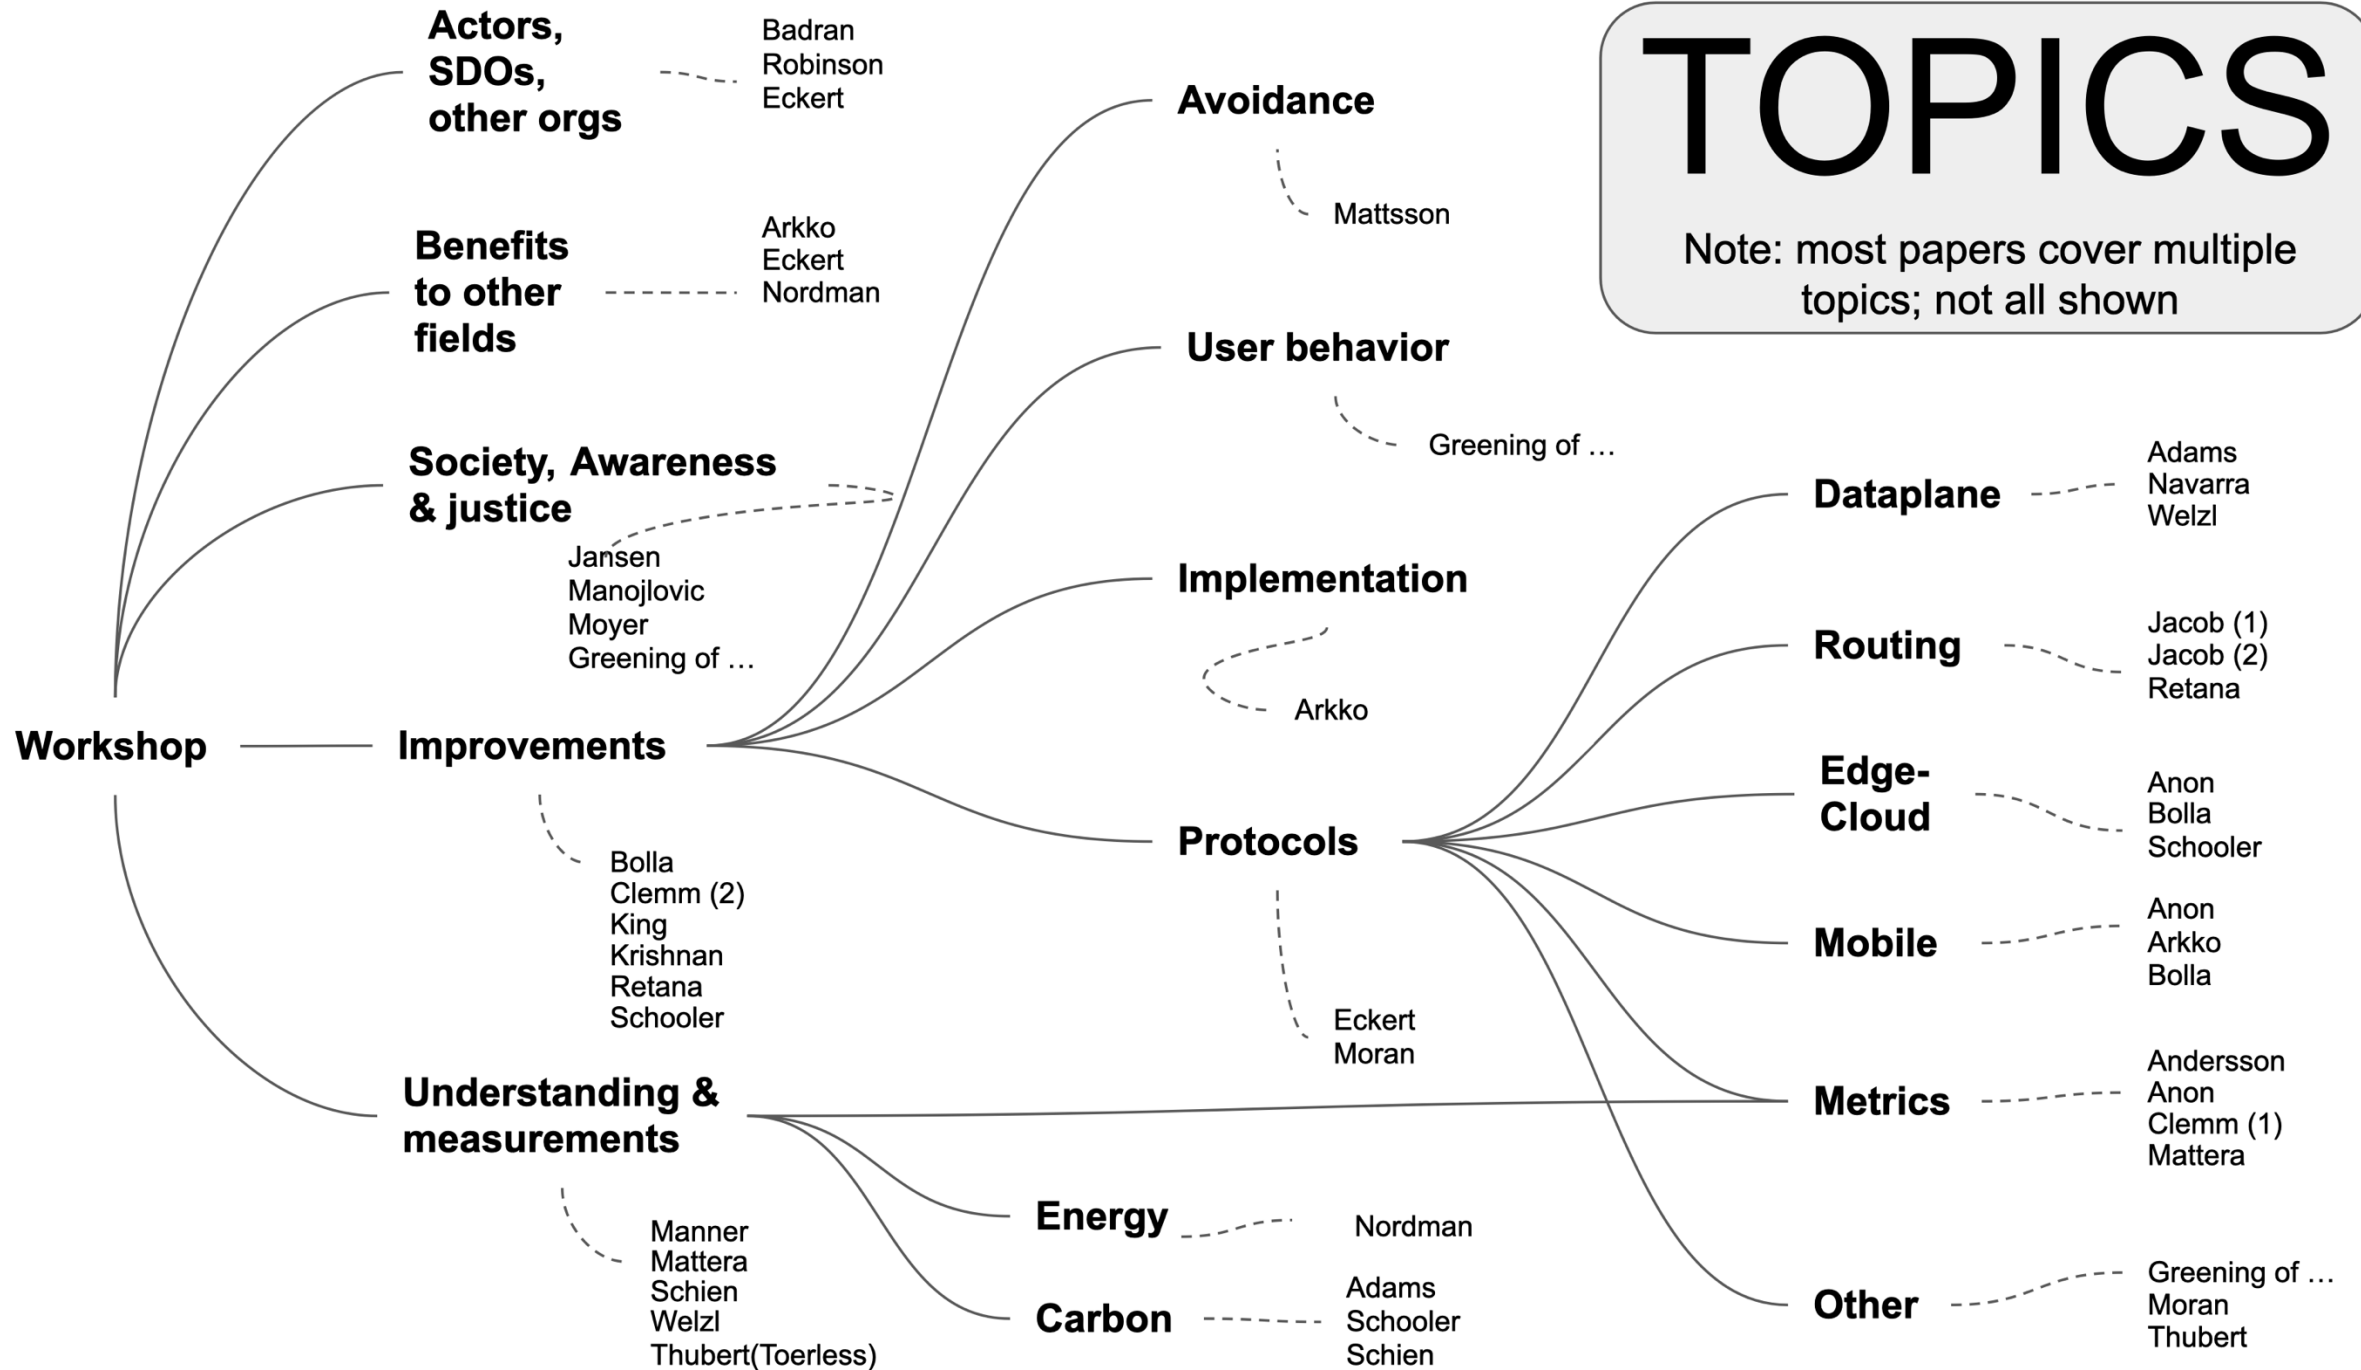 TOPICS
Note: most papers cover multiple
topics; not all shown
Workshop
Actors,
SDOs,
other orgs
Badran
Robinson
Eckert
Benefits
to other
fields
Arkko
Eckert
Nordman
Society, Awareness
& justice
Jansen
Manojlovic
Moyer
Greening of …
Improvements
Bolla
Clemm (2)
King
Krishnan
Retana
Schooler
Avoidance
Mattsson
User behavior
Greening of …
Implementation
Arkko
Protocols
Eckert
Moran
Dataplane
Adams
Navarra
Welzl
Routing
Jacob (1)
Jacob (2)
Retana
Edge-
Cloud
Anon
Bolla
Schooler
Mobile
Anon
Arkko
Bolla
Metrics
Andersson
Anon
Clemm (1)
Mattera
Other
Greening of …
Moran
Thubert
Understanding &
measurements
Manner
Mattera
Schien
Welzl
Thubert(Toerless)
Energy
Nordman
Carbon
Adams
Schooler
Schien